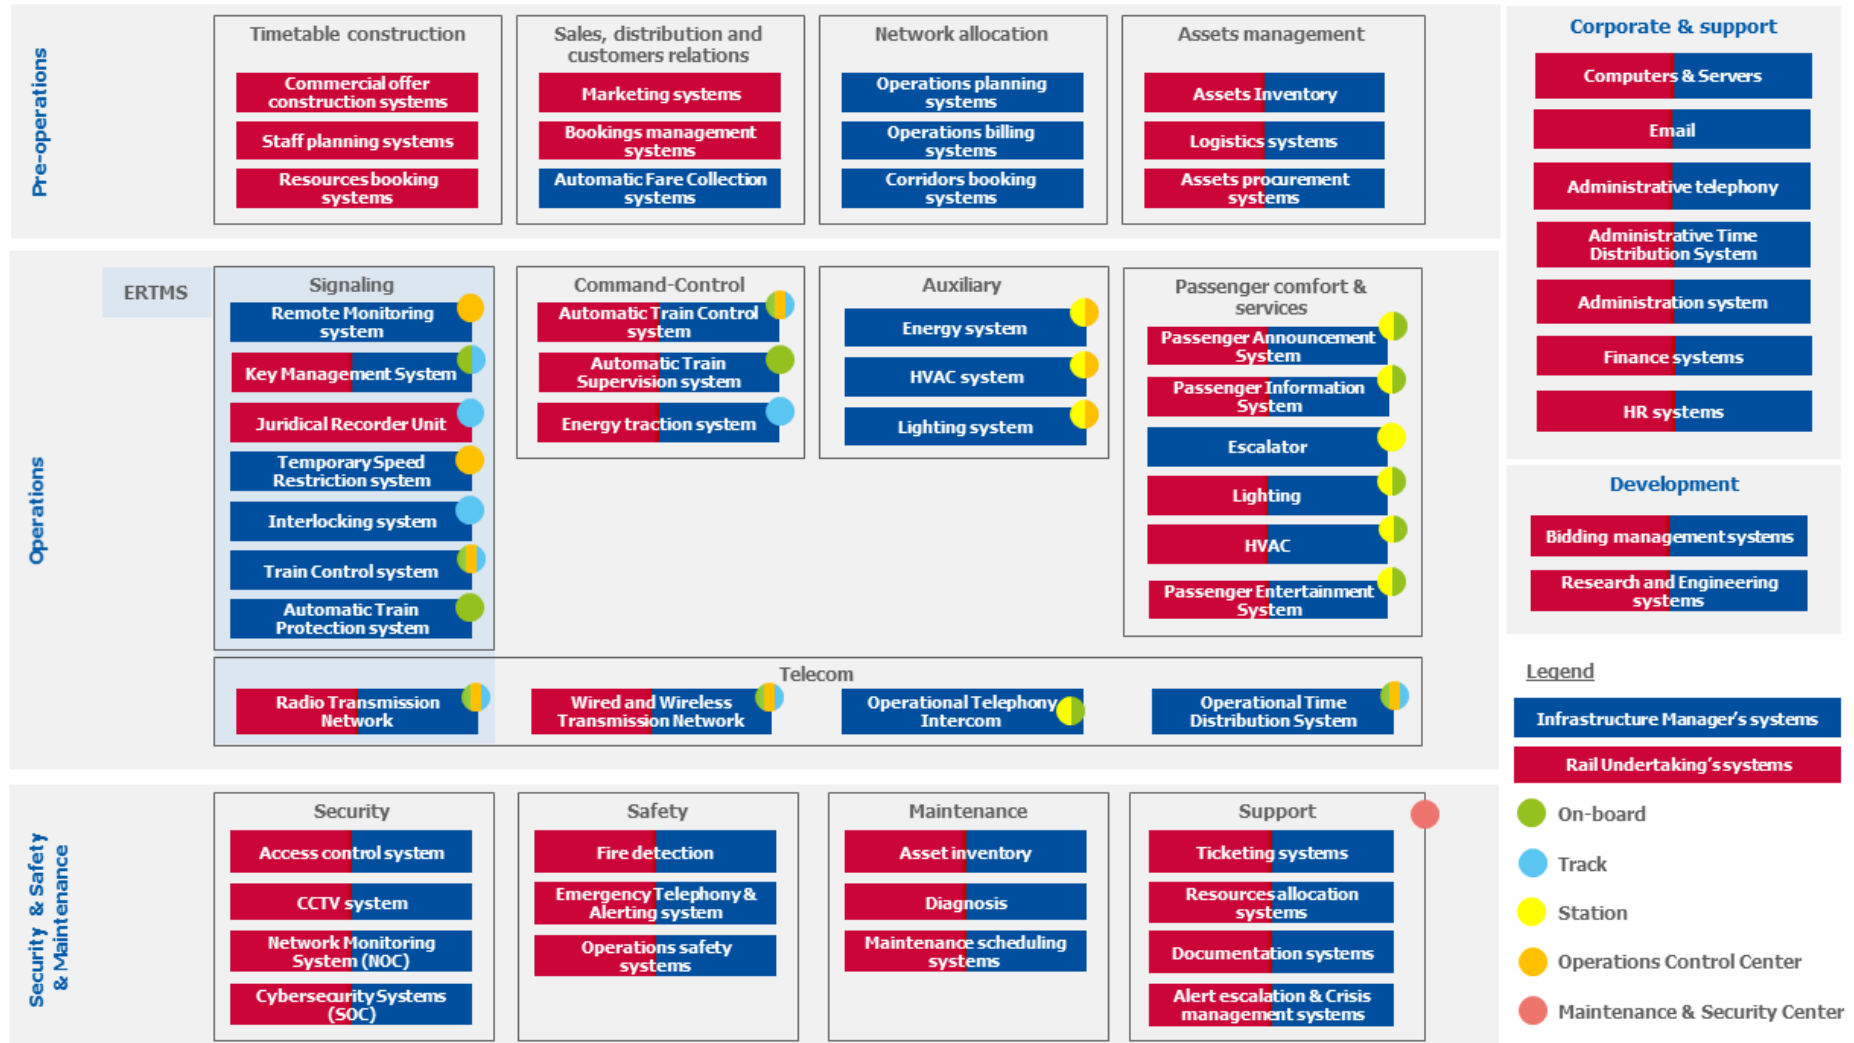 Pre-operations
Timetable construction
Commercial offer
construction systems
Staff planning systems
Resources booking
systems
Sales, distribution and
customers relations
Marketing systems
Bookings management
systems
Automatic Fare Collection
systems
Network allocation
Operations planning
systems
Operations billing
systems
Corridors booking
systems
Assets management
Assets Inventory
Logistics systems
Assets procurement
systems
Operations
ERTMS
Signaling
Remote Monitoring
system
Key Management System
Juridical Recorder Unit
Temporary Speed
Restriction system
Interlocking system
Train Control system
Automatic Train
Protection system
Command-Control
Automatic Train Control
system
Automatic Train
Supervision system
Energy traction system
Auxiliary
Energy system
HVAC system
Lighting system
Passenger comfort &
services
Passenger Announcement
System
Passenger Information
System
Escalator
Lighting
HVAC
Passenger Entertainment
System
Telecom
Radio Transmission
Network
Wired and Wireless
Transmission Network
Operational Telephony
Intercom
Operational Time
Distribution System
Security & Safety
& Maintenance
Security
Access control system
CCTV system
Network Monitoring
System (NOC)
Cybersecurity Systems
(SOC)
Safety
Fire detection
Emergency Telephony &
Alerting system
Operations safety
systems
Maintenance
Asset inventory
Diagnosis
Maintenance scheduling
systems
Support
Ticketing systems
Resources allocation
systems
Documentation systems
Alert escalation & Crisis
management systems
Corporate & support
Computers & Servers
Email
Administrative telephony
Administrative Time
Distribution System
Administration system
Finance systems
HR systems
Development
Bidding management systems
Research and Engineering
systems
Legend
Infrastructure Manager's systems
Rail Undertaking's systems
On-board
Track
Station
Operations Control Center
Maintenance & Security Center